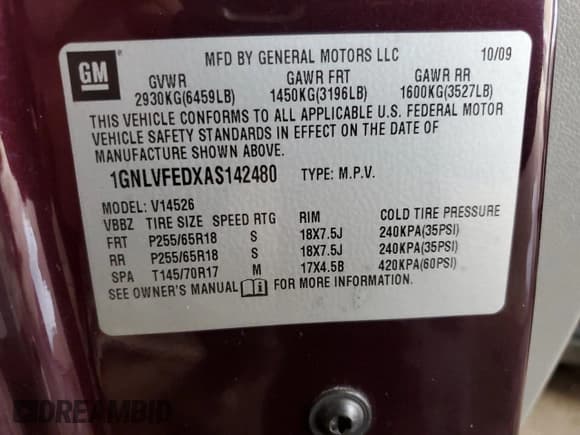 GM
MFD BY GENERAL MOTORS LLC 10/09
GVWR GAWR FRT GAWR RR
2930KG(6459LB) 1450KG(3196LB) 1600KG(3527LB)
THIS VEHICLE CONFORMS TO ALL APPLICABLE U.S. FEDERAL MOTOR
VEHICLE SAFETY STANDARDS IN EFFECT ON THE DATE OF
MANUFACTURE SHOWN ABOVE.
1GNLVFEDXAS142480 TYPE: M.P.V.
MODEL: V14526
VBBZ TIRE SIZE SPEED RTG RIM COLD TIRE PRESSURE
FRT P255/65R18 S 18X7.5J 240KPA(35PSI)
RR P255/65R18 S 18X7.5J 240KPA(35PSI)
SPA T145/70R17 M 17X4.5B 420KPA(60PSI)
SEE OWNER'S MANUAL i FOR MORE INFORMATION.
DREAMBID